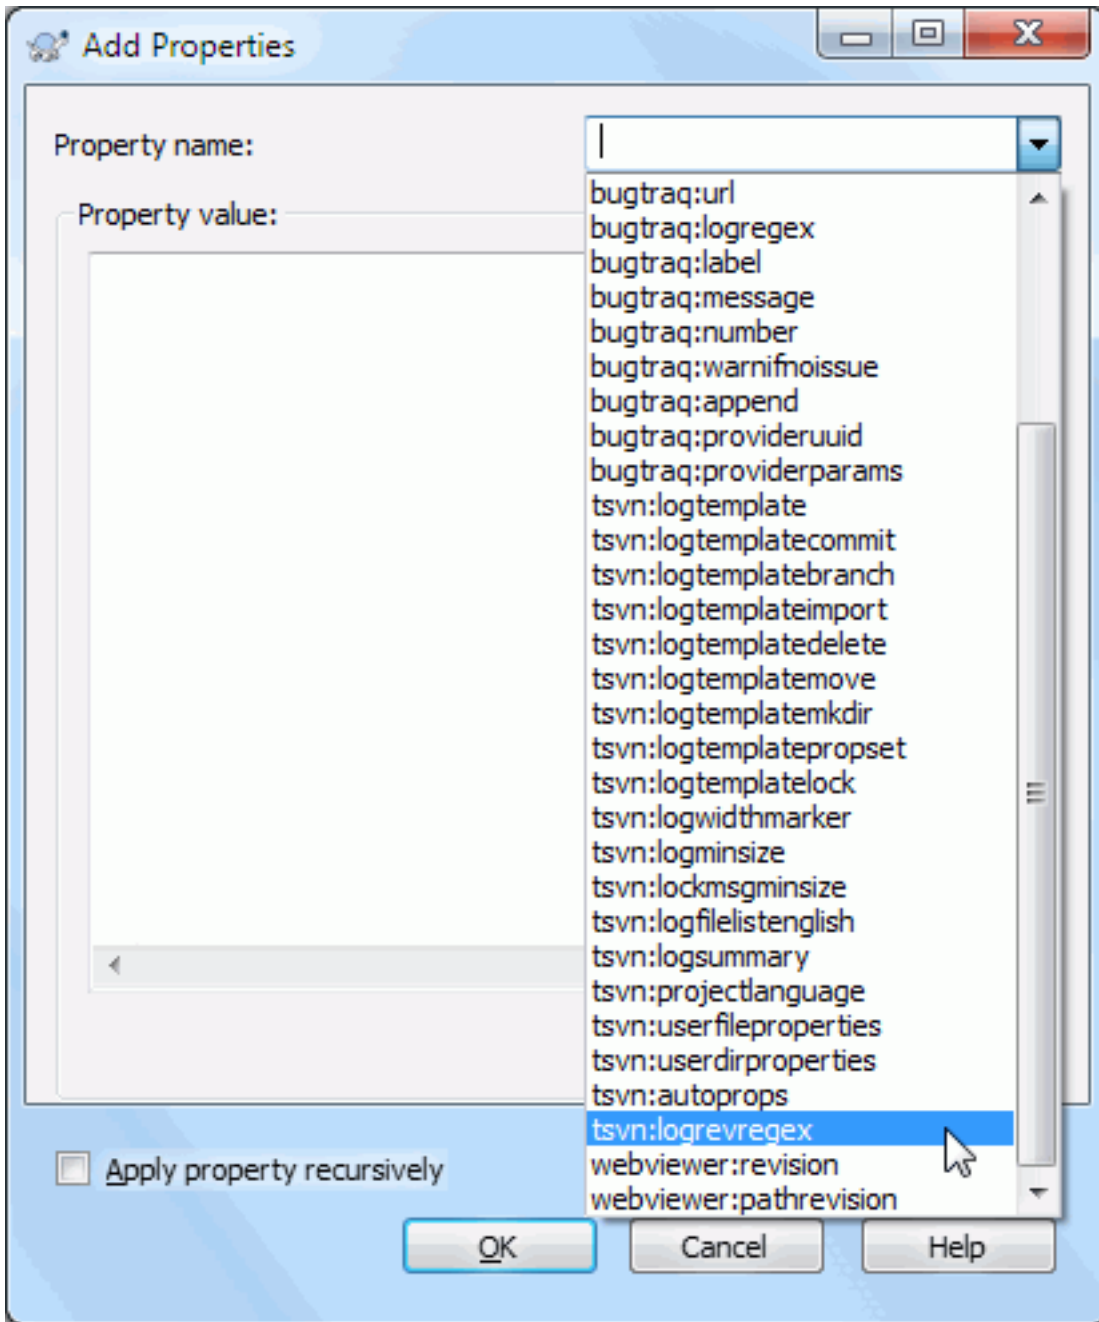 Add Properties
Property name:
Property value:
bugtraq:url
bugtraq:logregex
bugtraq:label
bugtraq:message
bugtraq:number
bugtraq:warnifnoissue
bugtraq:append
bugtraq:provideruuid
bugtraq:providerparams
tsvn:logtemplate
tsvn:logtemplatecommit
tsvn:logtemplatebranch
tsvn:logtemplateimport
tsvn:logtemplatedelete
tsvn:logtemplatemove
tsvn:logtemplatemkdir
tsvn:logtemplatepropset
tsvn:logtemplatelock
tsvn:logwidthmarker
tsvn:logminsize
tsvn:lockmsgminsize
tsvn:logfilelistenglish
tsvn:logsummary
tsvn:projectlanguage
tsvn:userfileproperties
tsvn:userdirproperties
tsvn:autoprops
tsvn:logrevregex
webviewer:revision
webviewer:pathrevision
Apply property recursively
OK Cancel Help